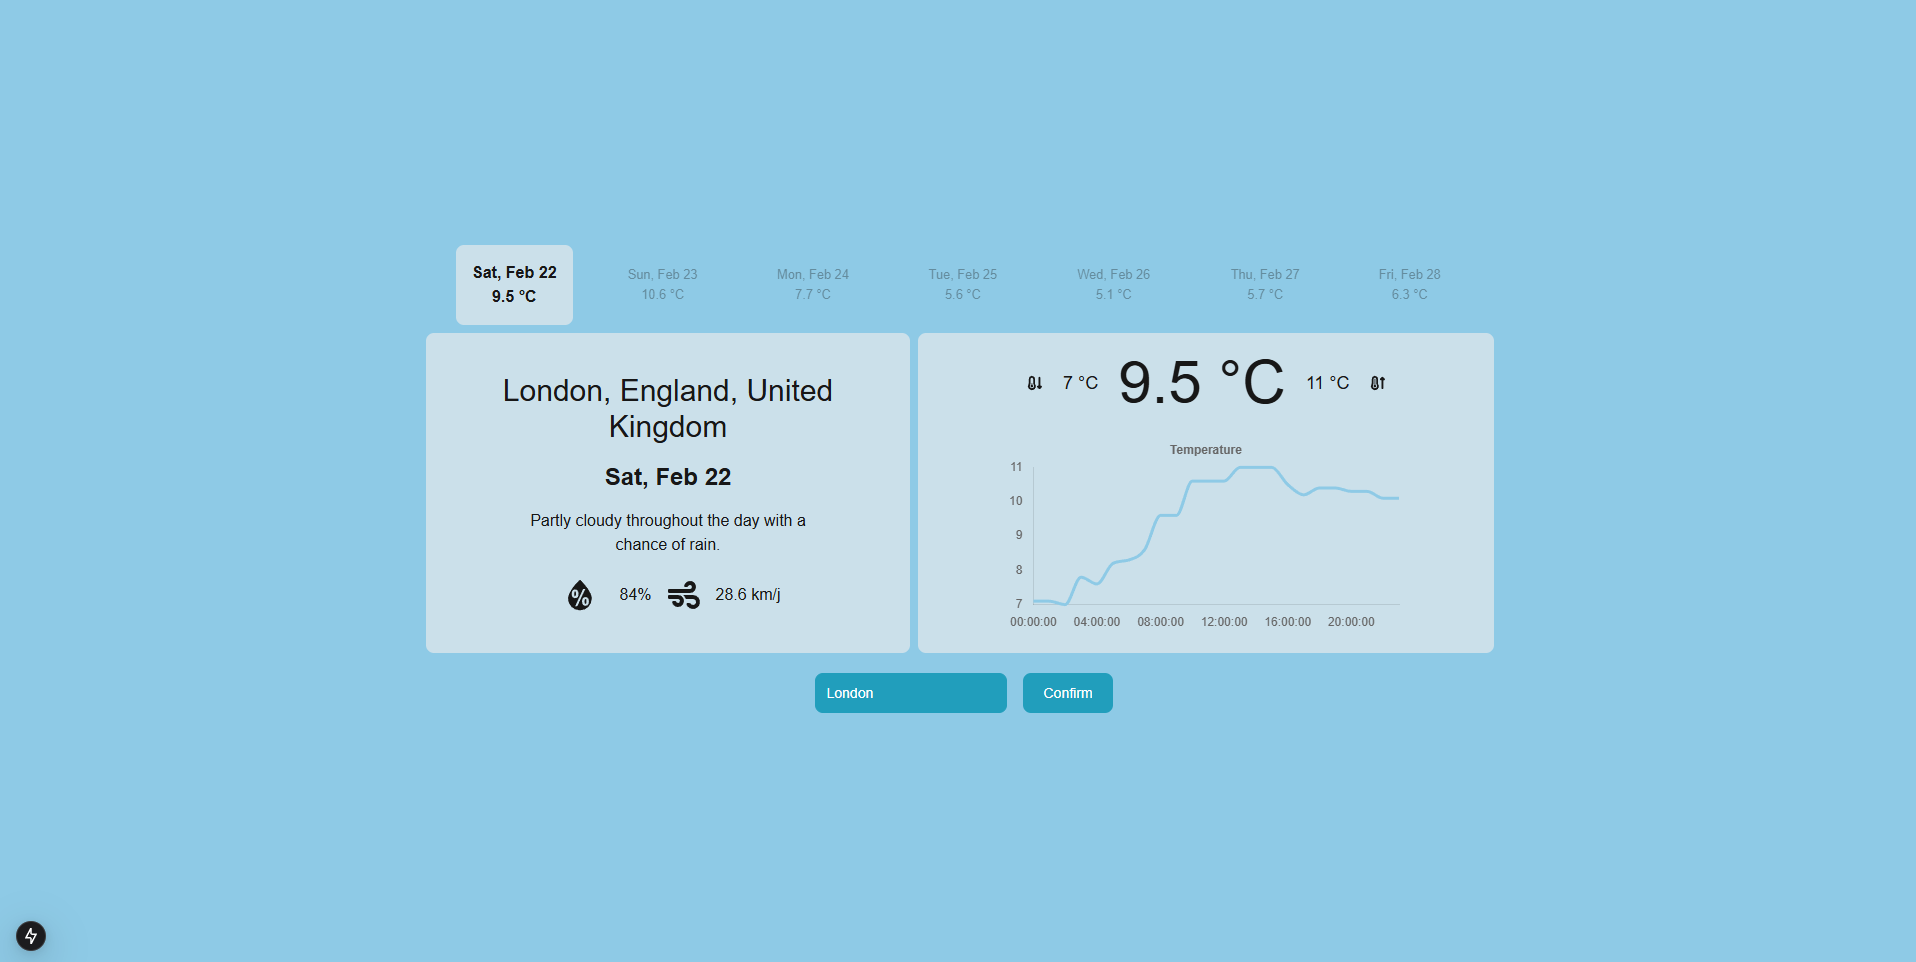 Sat, Feb 22
9.5 °C
Sun, Feb 23
10.6 °C
Mon, Feb 24
7.7 °C
Tue, Feb 25
5.6 °C
Wed, Feb 26
5.1 °C
Thu, Feb 27
5.7 °C
Fri, Feb 28
6.3 °C
London, England, United
Kingdom
Sat, Feb 22
Partly cloudy throughout the day with a
chance of rain.
% 84% 28.6 km/j
7 °C 9.5 °C 11 °C
Temperature
11
10
9
8
7
00:00:00 04:00:00 08:00:00 12:00:00 16:00:00 20:00:00
London
Confirm